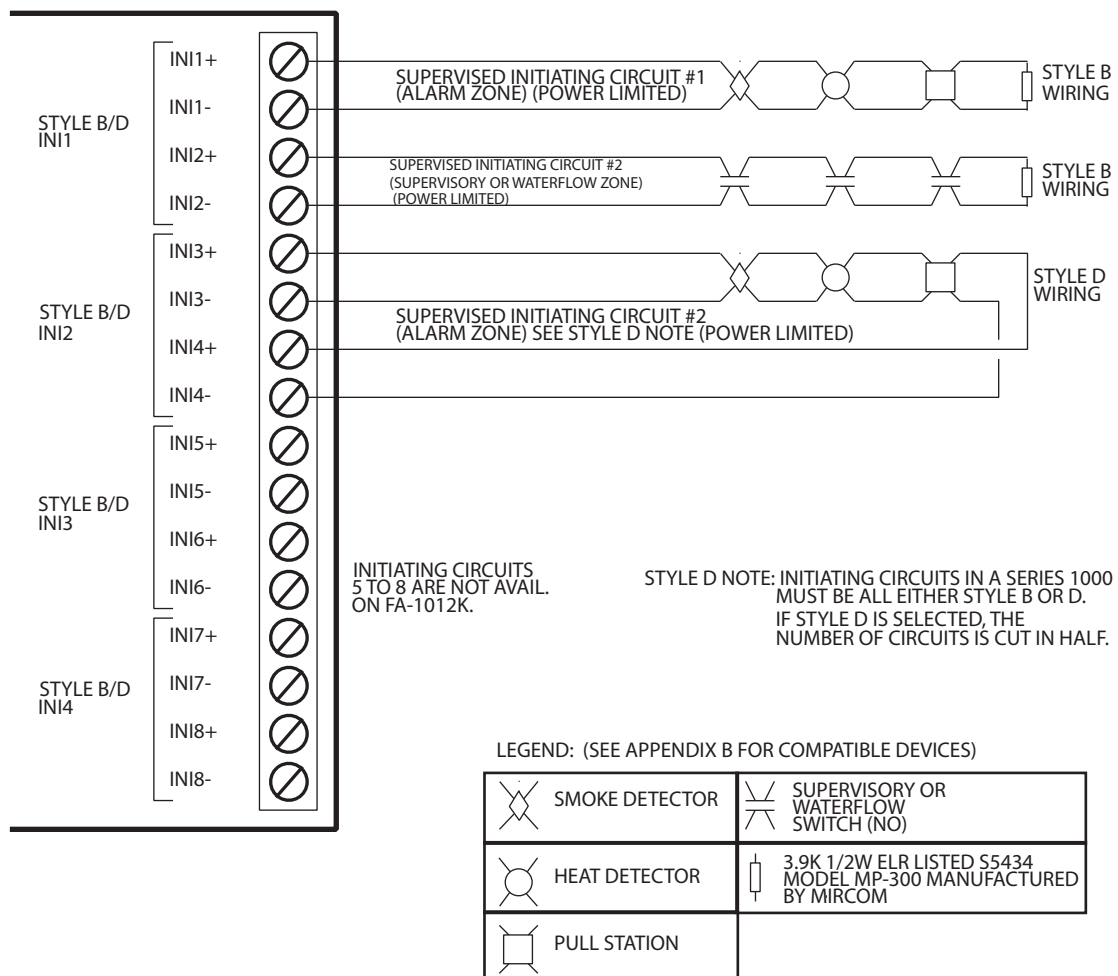 INI1+
INI1-
INI2+
INI2-
INI3+
INI3-
INI4+
INI4-
INI5+
INI5-
INI6+
INI6-
INI7+
INI7-
INI8+
INI8-
STYLE B/D
INI1
STYLE B/D
INI2
STYLE B/D
INI3
STYLE B/D
INI4
SUPERVISED INITIATING CIRCUIT #1
(ALARM ZONE) (POWER LIMITED)
STYLE B
WIRING
SUPERVISED INITIATING CIRCUIT #2
(SUPERVISORY OR WATERFLOW ZONE)
(POWER LIMITED)
STYLE B
WIRING
SUPERVISED INITIATING CIRCUIT #2
(ALARM ZONE) SEE STYLE D NOTE (POWER LIMITED)
STYLE D
WIRING
INITIATING CIRCUITS
5 TO 8 ARE NOT AVAIL.
ON FA-1012K.
STYLE D NOTE: INITIATING CIRCUITS IN A SERIES 1000
MUST BE ALL EITHER STYLE B OR D.
IF STYLE D IS SELECTED, THE
NUMBER OF CIRCUITS IS CUT IN HALF.
LEGEND: (SEE APPENDIX B FOR COMPATIBLE DEVICES)
SMOKE DETECTOR
SUPERVISORY OR
WATERFLOW
SWITCH (NO)
HEAT DETECTOR
3.9K 1/2W ELR LISTED S5434
MODEL MP-300 MANUFACTURED
BY MIRCOM
PULL STATION